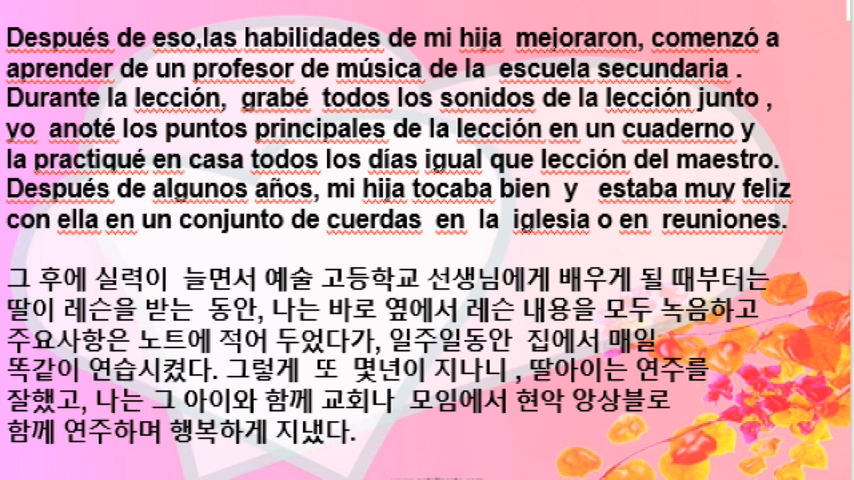 Después de eso,las habilidades de mi hija mejoraron, comenzó a
aprender de un profesor de música de la escuela secundaria .
Durante la lección, grabé todos los sonidos de la lección junto ,
yo anoté los puntos principales de la lección en un cuaderno y
la practiqué en casa todos los días igual que lección del maestro.
Después de algunos años, mi hija tocaba bien y estaba muy feliz
con ella en un conjunto de cuerdas en la iglesia o en reuniones.
그 후에 실력이 늘면서 예술 고등학교 선생님에게 배우게 될 때부터는
딸이 레슨을 받는 동안, 나는 바로 옆에서 레슨 내용을 모두 녹음하고
주요사항은 노트에 적어 두었다가, 일주일동안 집에서 매일
똑같이 연습시켰다. 그렇게 또 몇년이 지나니 , 딸아이는 연주를
잘했고, 나는 그 아이와 함께 교회나 모임에서 현악 앙상블로
함께 연주하며 행복하게 지냈다.